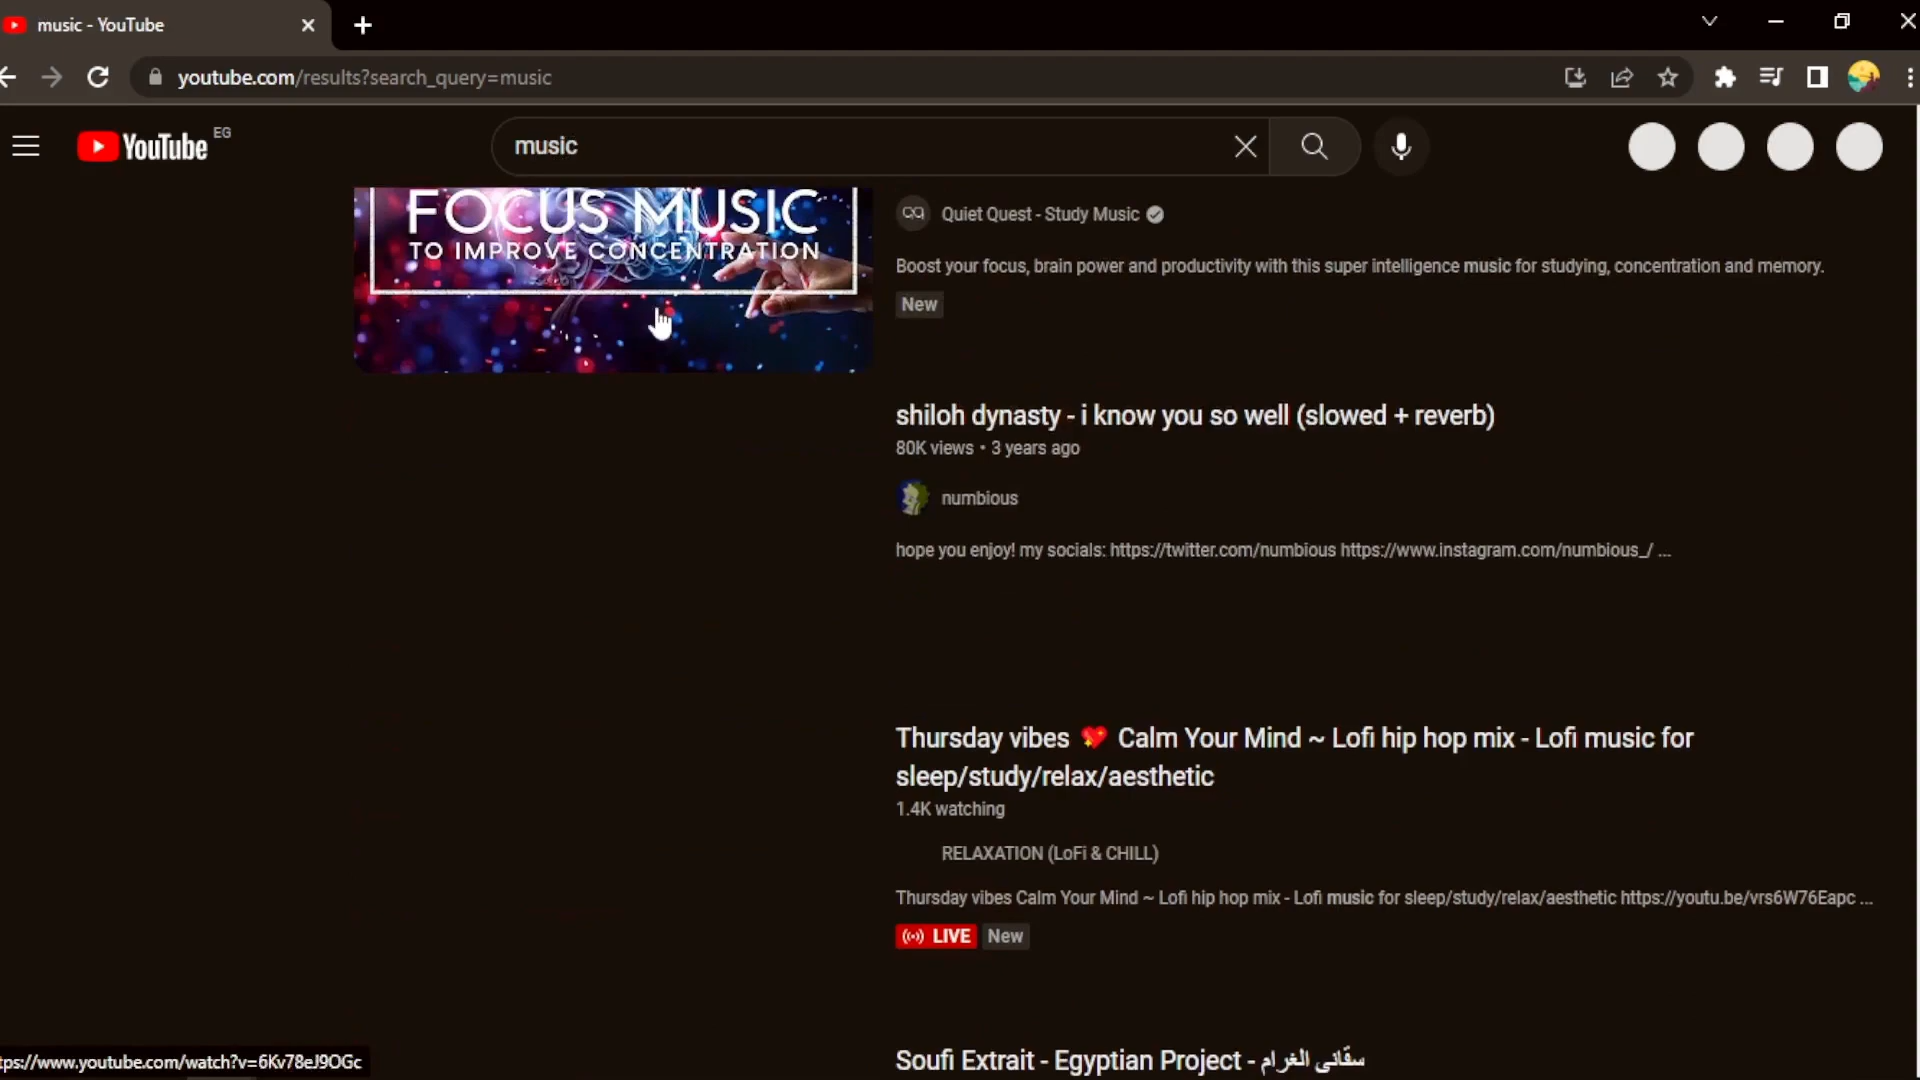 music - YouTube
youtube.com/results?search_query=music
YouTube EG
music
FOCUS MUSIC
TO IMPROVE CONCENTRATION
QQ Quiet Quest - Study Music
Boost your focus, brain power and productivity with this super intelligence music for studying, concentration and memory.
New
shiloh dynasty - i know you so well (slowed + reverb)
80K views • 3 years ago
numbious
hope you enjoy! my socials: https://twitter.com/numbious https://www.instagram.com/numbious_/ ...
Thursday vibes 💖 Calm Your Mind ~ Lofi hip hop mix - Lofi music for
sleep/study/relax/aesthetic
1.4K watching
RELAXATION (LoFi & CHILL)
Thursday vibes Calm Your Mind ~ Lofi hip hop mix - Lofi music for sleep/study/relax/aesthetic https://youtu.be/vrs6W76Eapc ...
LIVE New
Soufi Extrait - Egyptian Project - سقّانى الغرام
tps://www.youtube.com/watch?v=6Kv78eJ9OGc